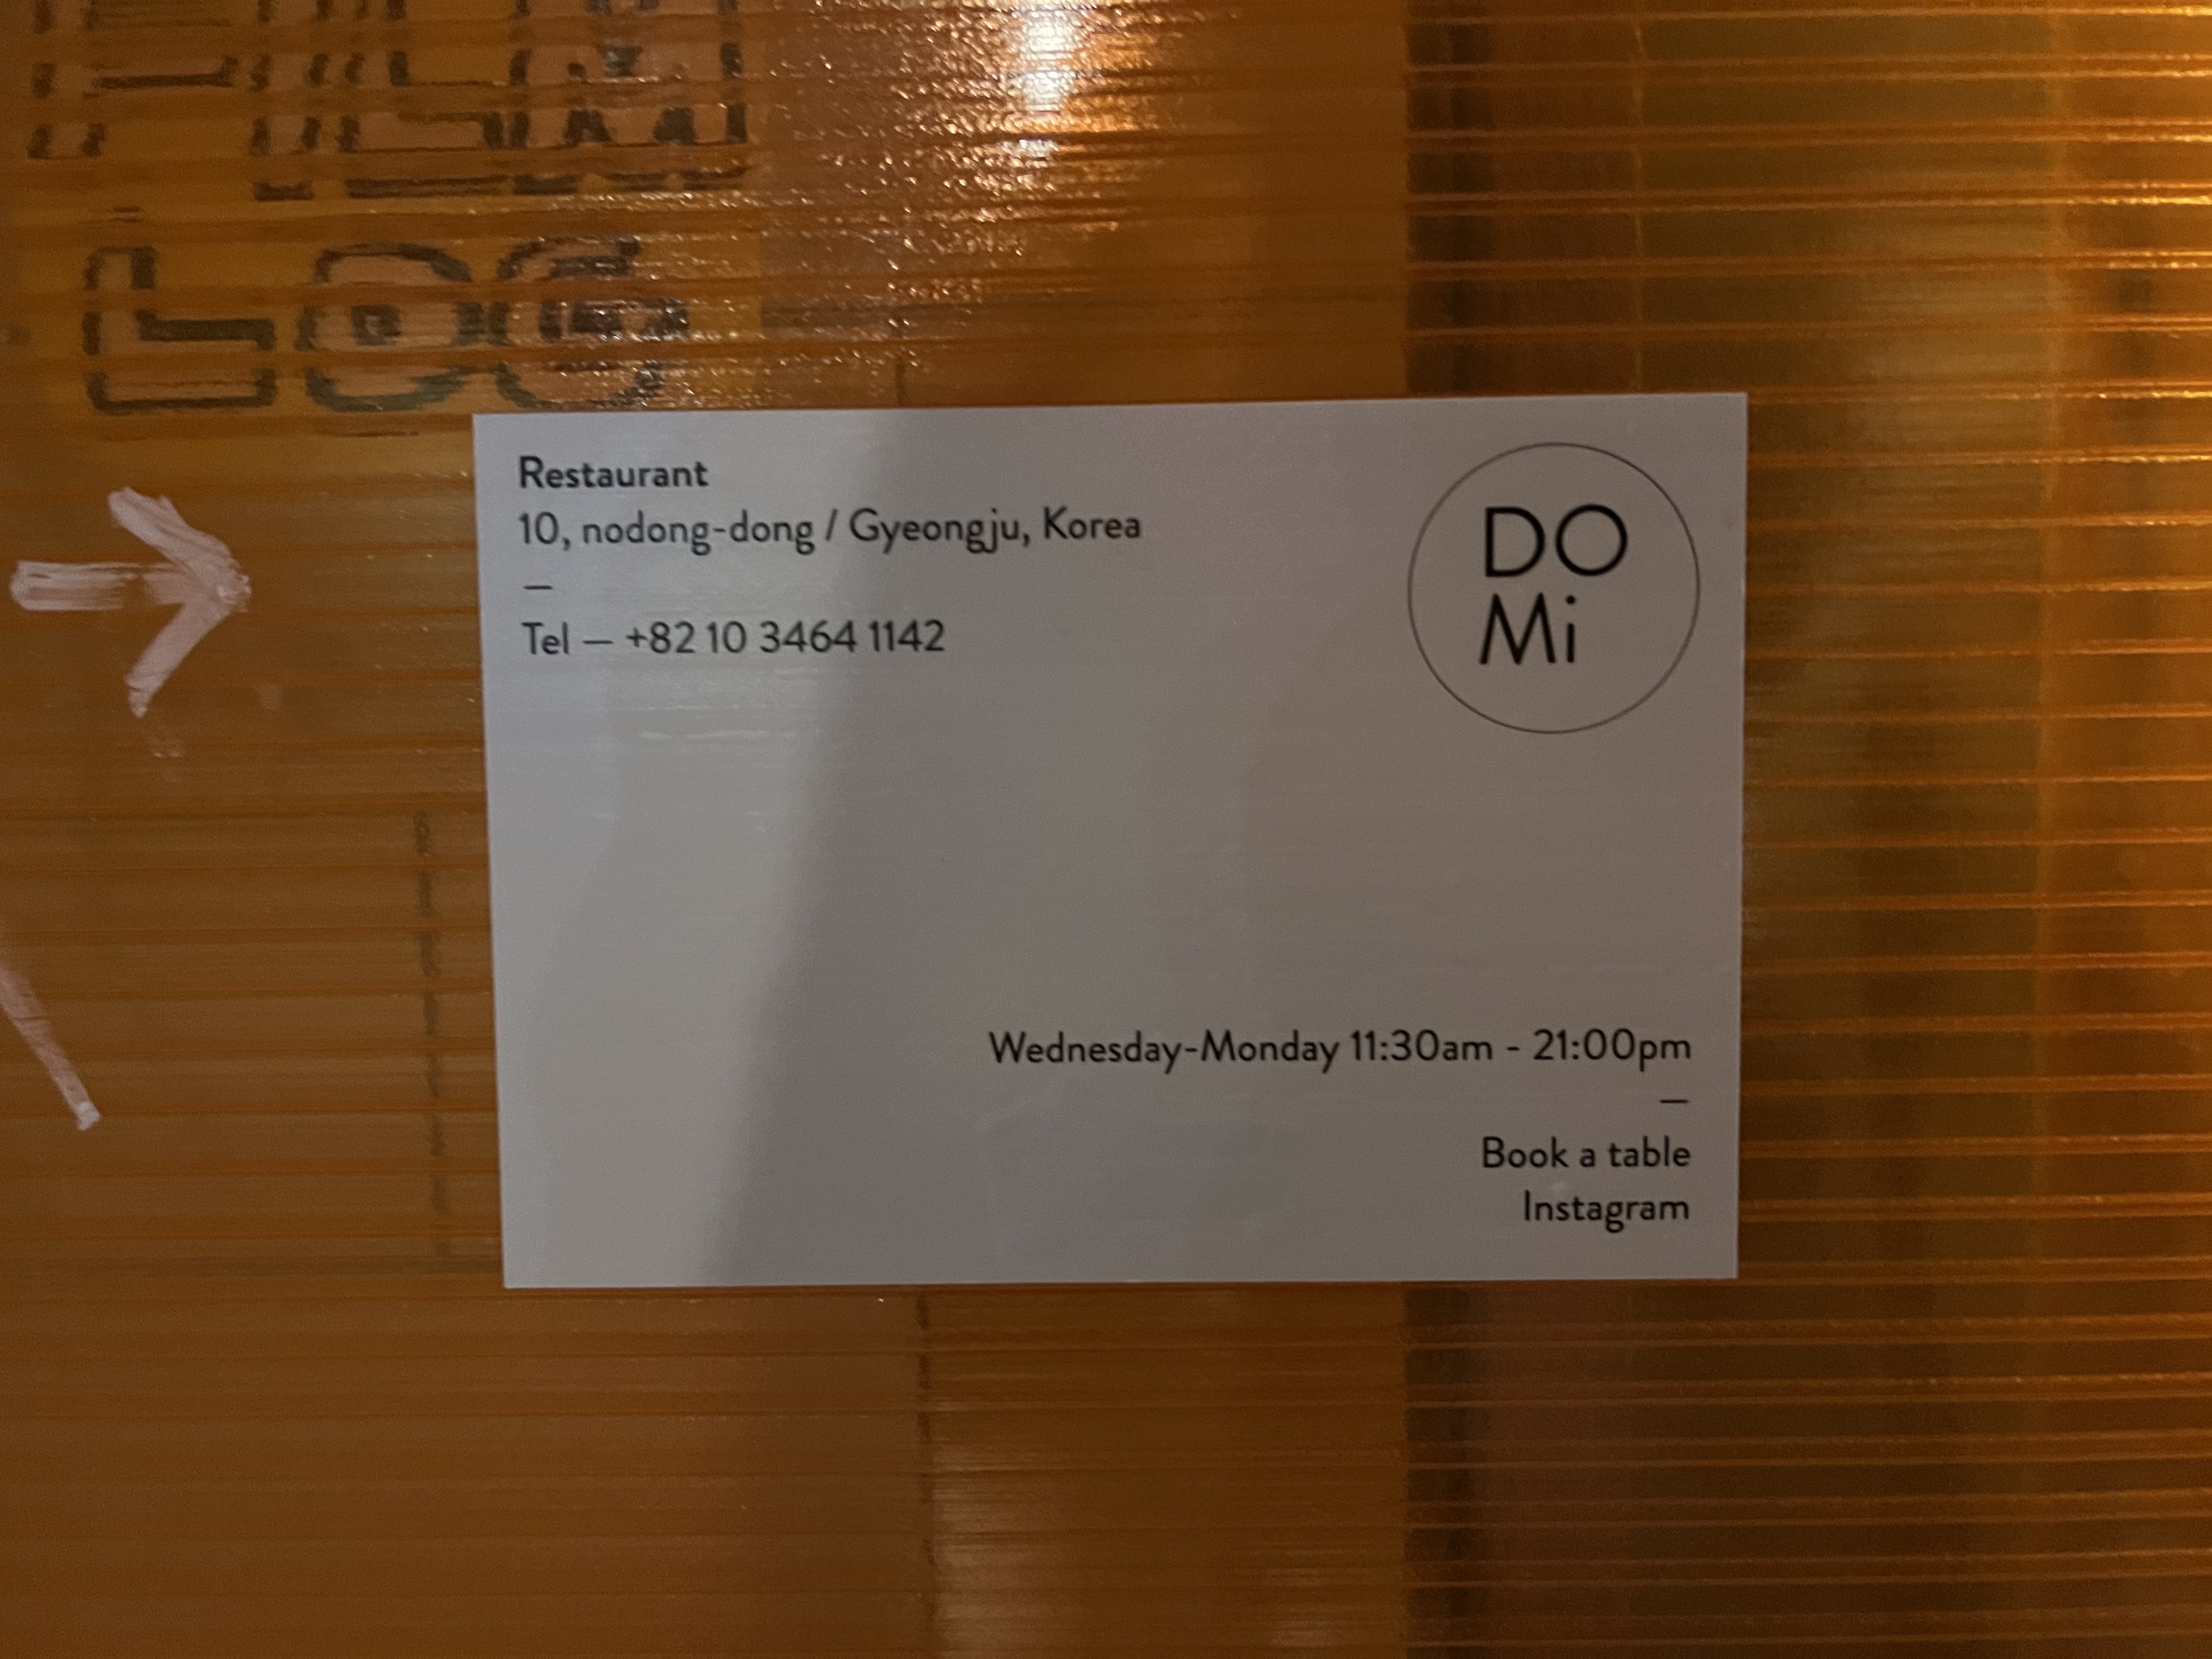 LOG
Restaurant
10, nodong-dong / Gyeongju, Korea
—
Tel — +82 10 3464 1142
DO
Mi
Wednesday-Monday 11:30am - 21:00pm
—
Book a table
Instagram